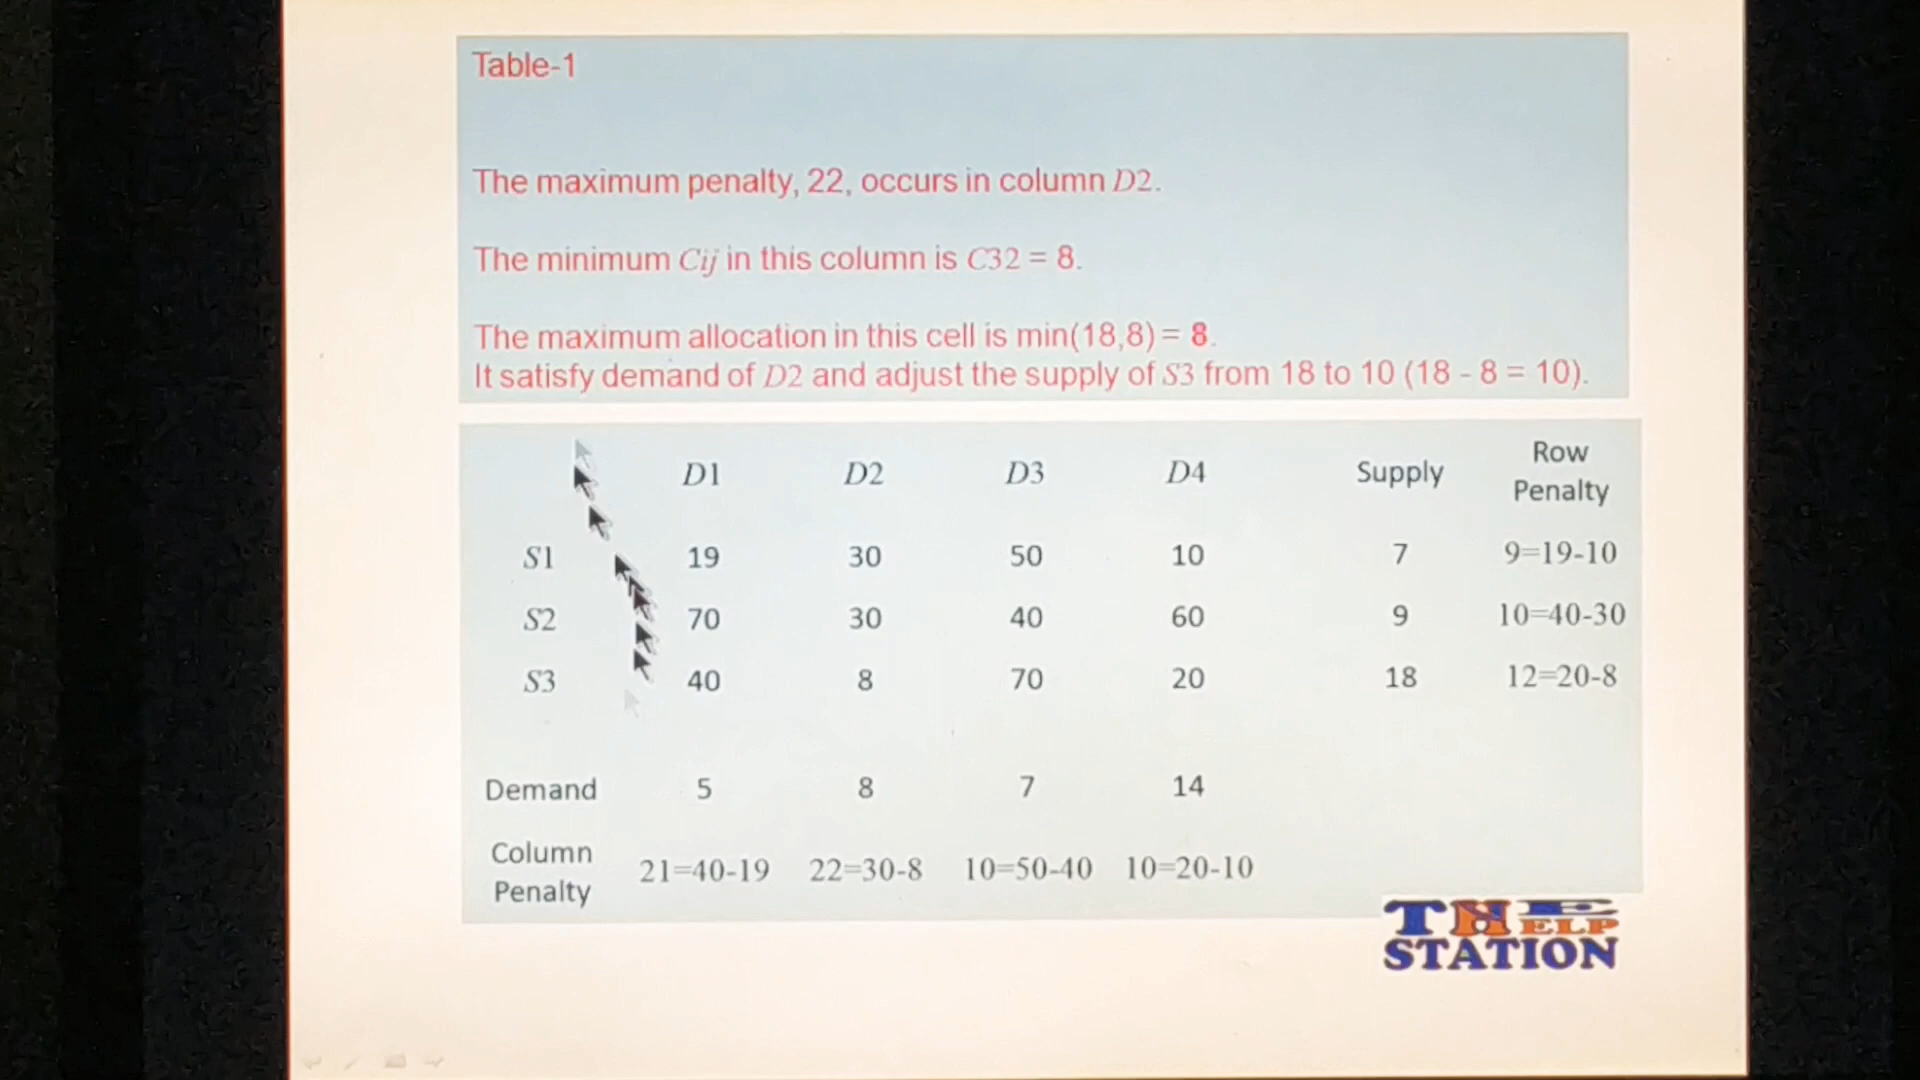 Table-1
The maximum penalty, 22, occurs in column D2.
The minimum Cij in this column is C32 = 8.
The maximum allocation in this cell is min(18,8) = 8.
It satisfy demand of D2 and adjust the supply of S3 from 18 to 10 (18 - 8 = 10).
D1 D2 D3 D4 Supply Row Penalty
S1 19 30 50 10 7 9=19-10
S2 70 30 40 60 9 10=40-30
S3 40 8 70 20 18 12=20-8
Demand 5 8 7 14
Column Penalty 21=40-19 22=30-8 10=50-40 10=20-10
THE HELP
STATION